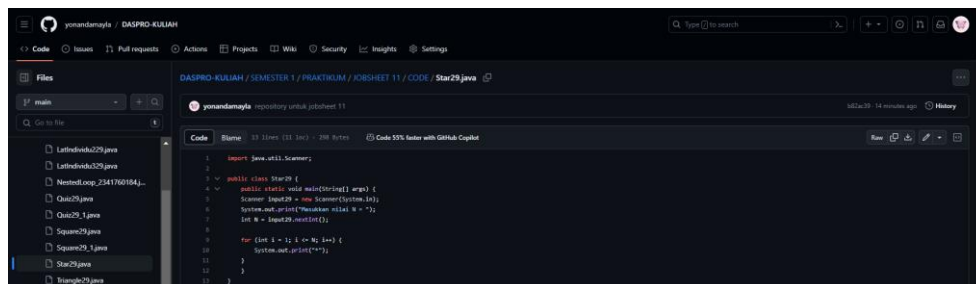 yonandamayla / DASPRO-KULIAH
Type / to search
Code Issues Pull requests Actions Projects Wiki Security Insights Settings
Files
main
Go to file
t
LatIndividu229.java
LatIndividu329.java
NestedLoop_2341760184.j...
Quiz29.java
Quiz29_1.java
Square29.java
Square29_1.java
Star29.java
Triangle29.java
DASPRO-KULIAH / SEMESTER 1 / PRAKTIKUM / JOBSHEET 11 / CODE / Star29.java
yonandamayla repository untuk jobsheet 11
14 minutes ago History
Code Blame 13 lines (11 loc) · 298 Bytes Code 55% faster with GitHub Copilot
Raw
1 import java.util.Scanner;
2
3 public class Star29 {
4 public static void main(String[] args) {
5 Scanner input29 = new Scanner(System.in);
6 System.out.print("Masukkan nilai N = ");
7 int N = input29.nextInt();
8
9 for (int i = 1; i <= N; i++) {
10 System.out.print("*");
11 }
12 }
13 }